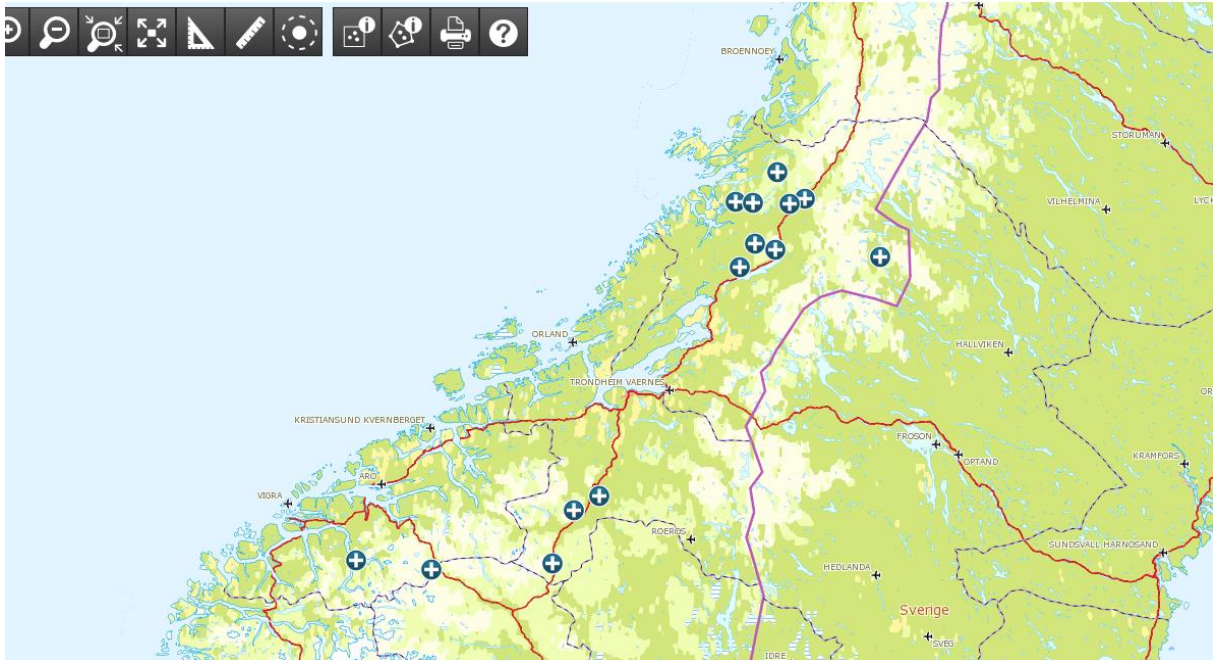 BROENNOEY
STORUMAN
VILHELMINA
LYCK
ORLAND
HALLVIKEN
TRONDHEIM VAERNES
OR
KRISTIANSUND KVERNBERGET
FROSON
OPTAND
KRAMFORS
ARO
VIGRA
ROEROS
SUNDSVALL HARNOSAND
HEDLANDA
Sverige
SVEG
IDRE